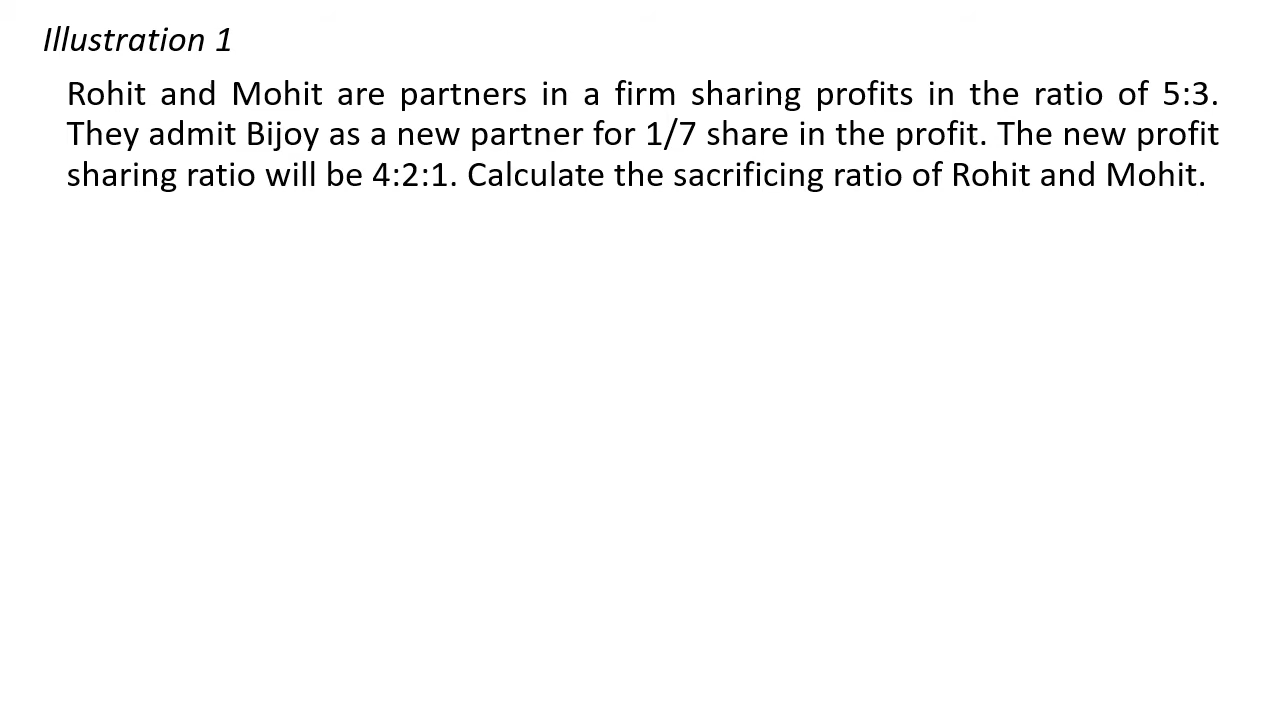 Illustration 1
Rohit and Mohit are partners in a firm sharing profits in the ratio of 5:3.
They admit Bijoy as a new partner for 1/7 share in the profit. The new profit
sharing ratio will be 4:2:1. Calculate the sacrificing ratio of Rohit and Mohit.